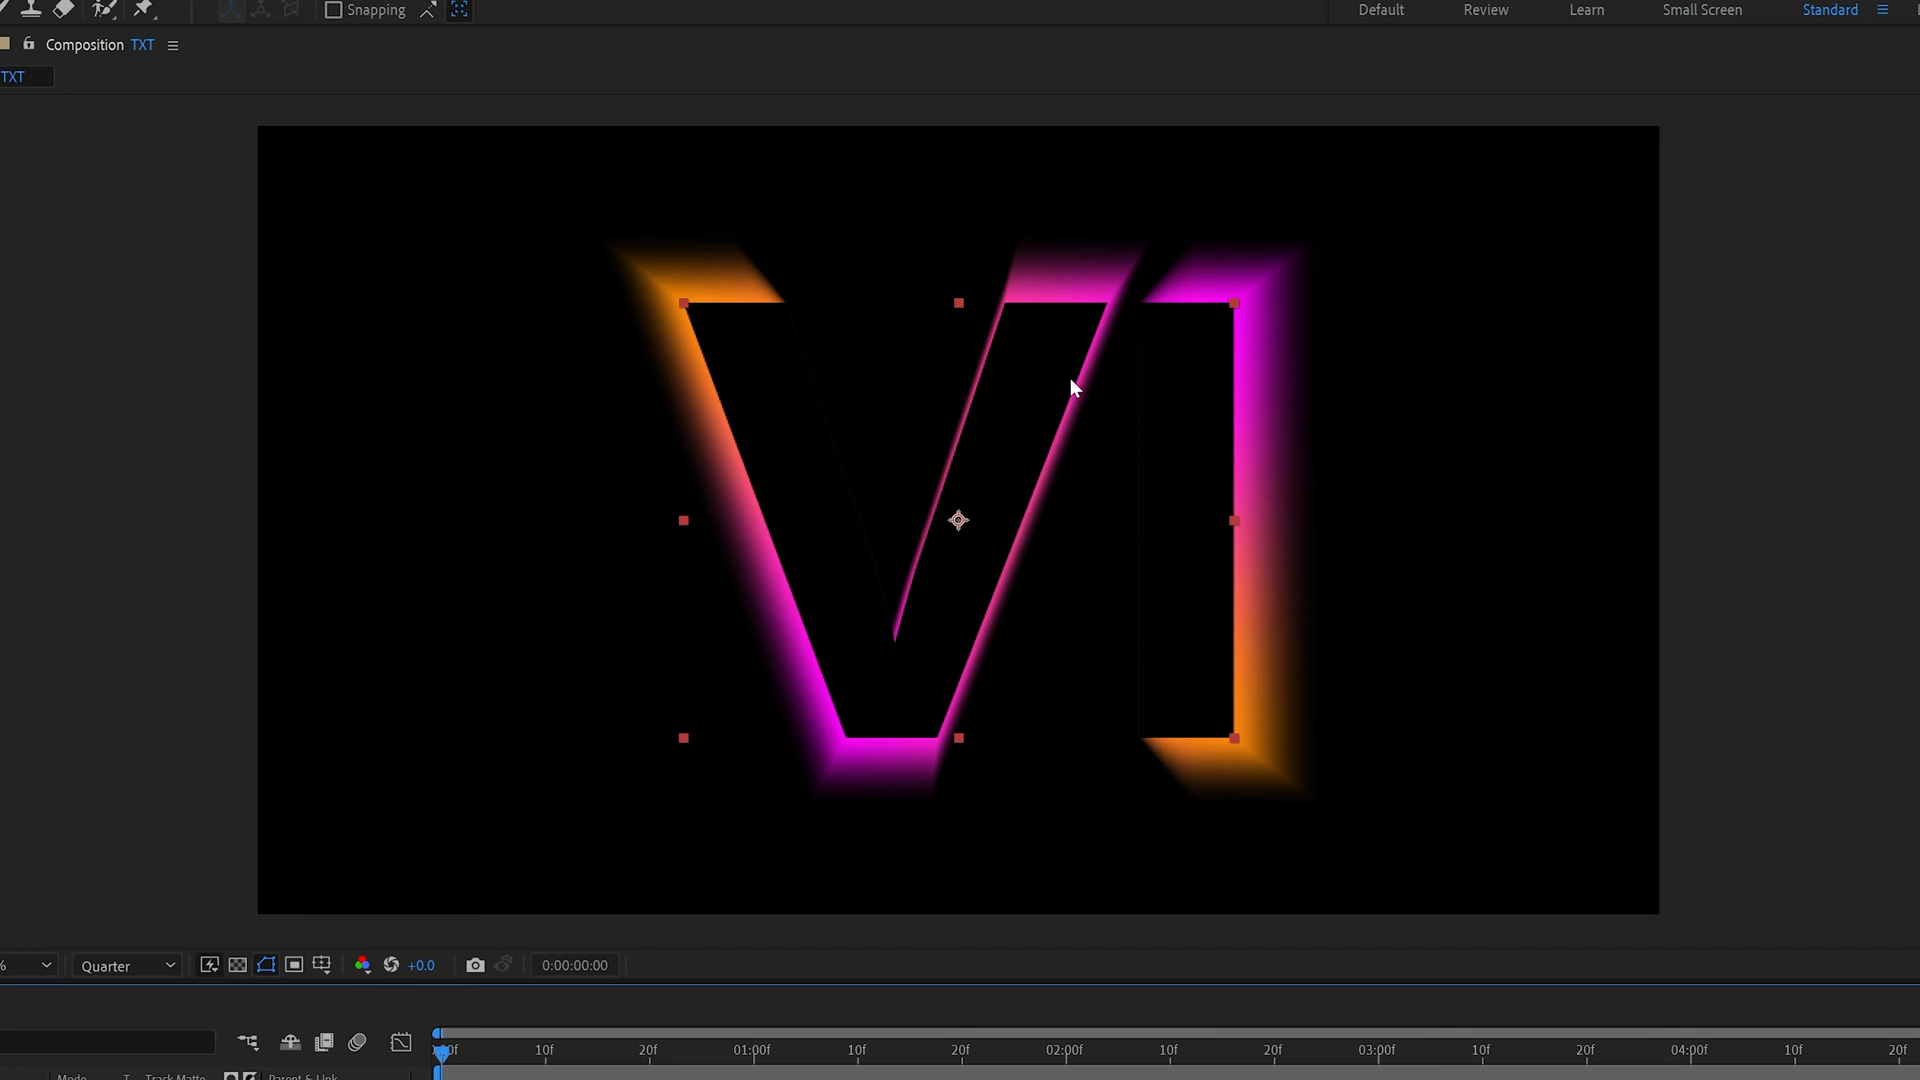 Snapping
Default
Review
Learn
Small Screen
Standard
Composition TXT
TXT
VI
%
Quarter
+0.0
0:00:00:00
00f
10f
20f
01:00f
10f
20f
02:00f
10f
20f
03:00f
10f
20f
04:00f
10f
20f
Mode
T
Track Matte
Parent & Link